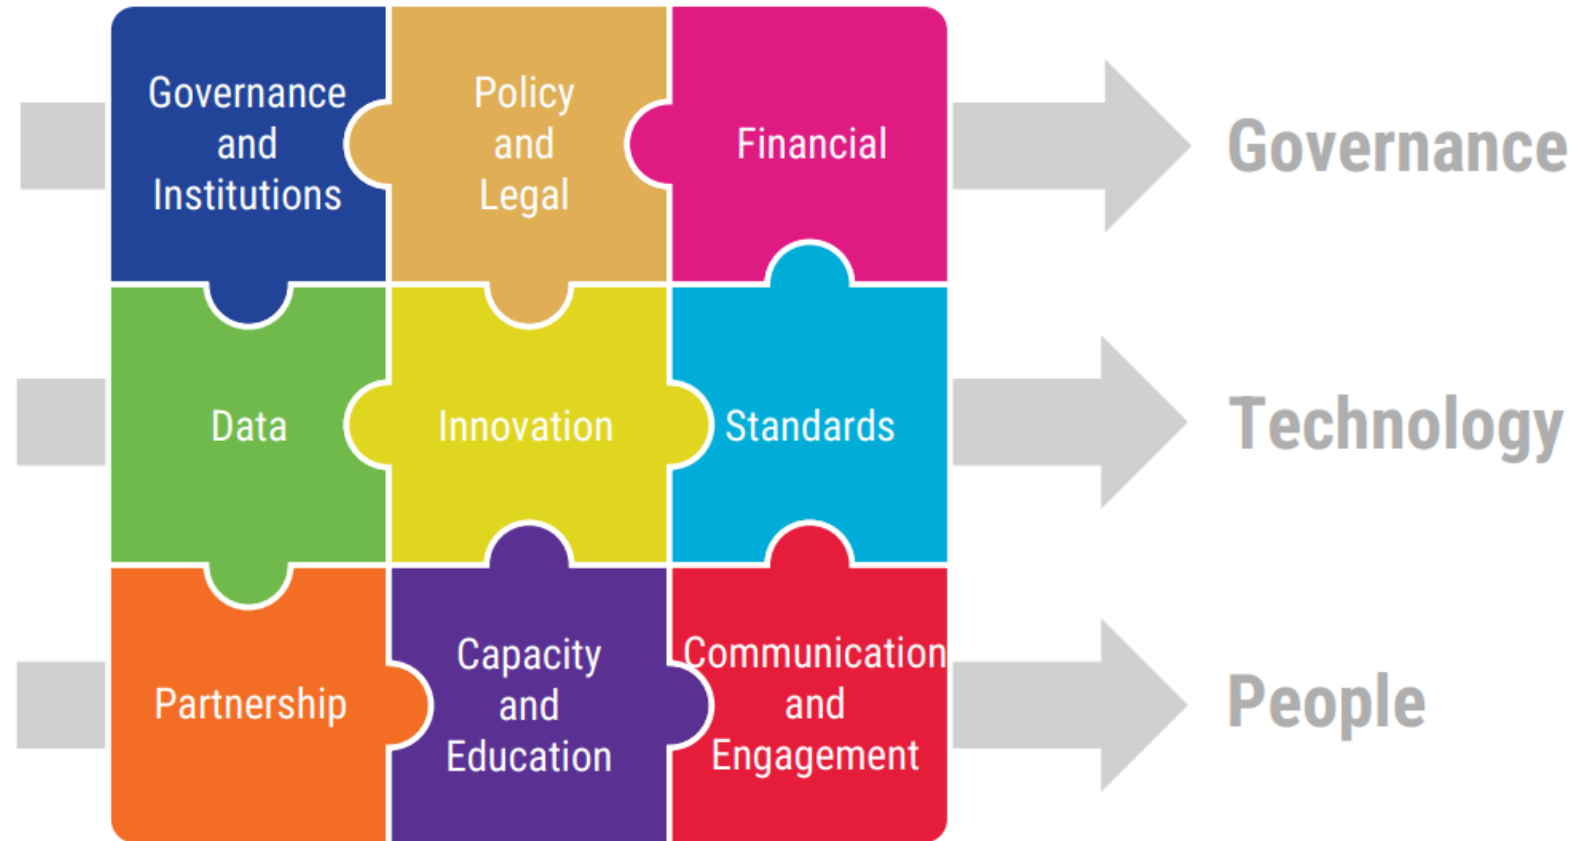 Governance
and
Institutions
Policy
and
Legal
Financial
Governance
Data
Innovation
Standards
Technology
Partnership
Capacity
and
Education
Communication
and
Engagement
People